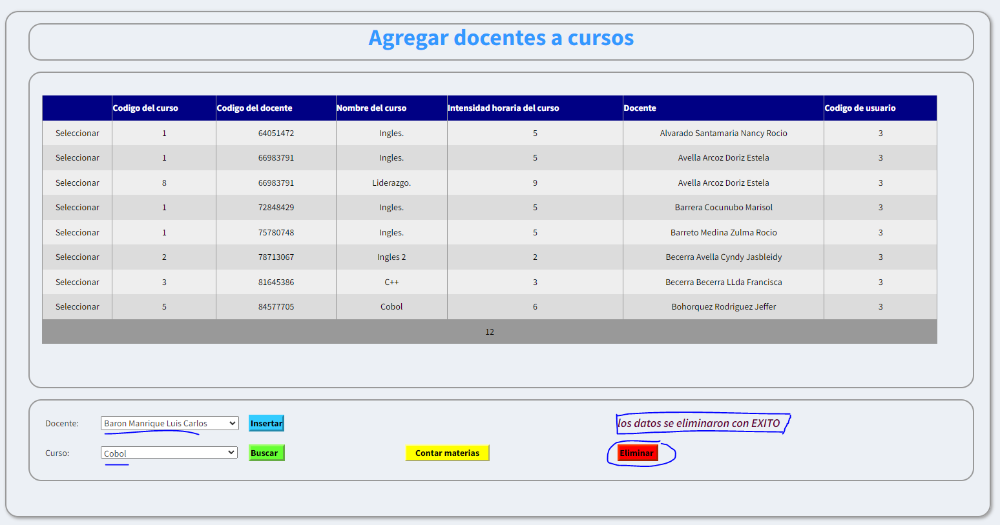 Agregar docentes a cursos
Codigo del curso Codigo del docente Nombre del curso Intensidad horaria del curso Docente Codigo de usuario
Seleccionar 1 64051472 Ingles. 5 Alvarado Santamaria Nancy Rocio 3
Seleccionar 1 66983791 Ingles. 5 Avella Arcoz Doriz Estela 3
Seleccionar 8 66983791 Liderazgo. 9 Avella Arcoz Doriz Estela 3
Seleccionar 1 72848429 Ingles. 5 Barrera Cocunubo Marisol 3
Seleccionar 1 75780748 Ingles. 5 Barreto Medina Zulma Rocio 3
Seleccionar 2 78713067 Ingles 2 2 Becerra Avella Cyndy Jasbleidy 3
Seleccionar 3 81645386 C++ 3 Becerra Becerra LLda Francisca 3
Seleccionar 5 84577705 Cobol 6 Bohorquez Rodriguez Jeffer 3
12
Docente: Baron Manrique Luis Carlos Insertar los datos se eliminaron con EXITO
Curso: Cobol Buscar Contar materias Eliminar